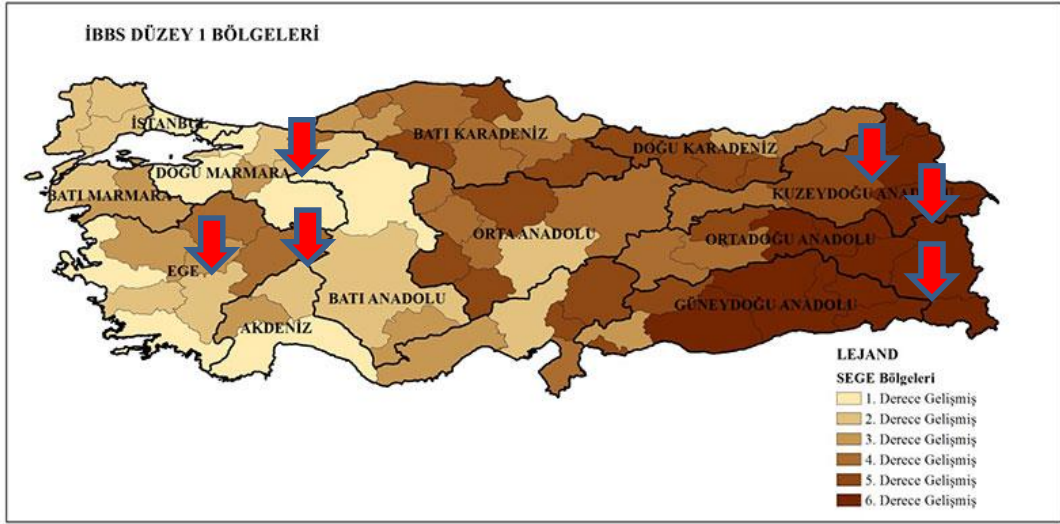 İBBS DÜZEY 1 BÖLGELERİ
İSTANBUL
BATI KARADENİZ
DOĞU KARADENİZ
DOĞU MARMARA
BATI MARMARA
KUZEYDOĞU ANADOLU
ORTA ANADOLU
ORTADOĞU ANADOLU
EGE
BATI ANADOLU
GÜNEYDOĞU ANADOLU
AKDENİZ
LEJAND
SEGE Bölgeleri
1. Derece Gelişmiş
2. Derece Gelişmiş
3. Derece Gelişmiş
4. Derece Gelişmiş
5. Derece Gelişmiş
6. Derece Gelişmiş